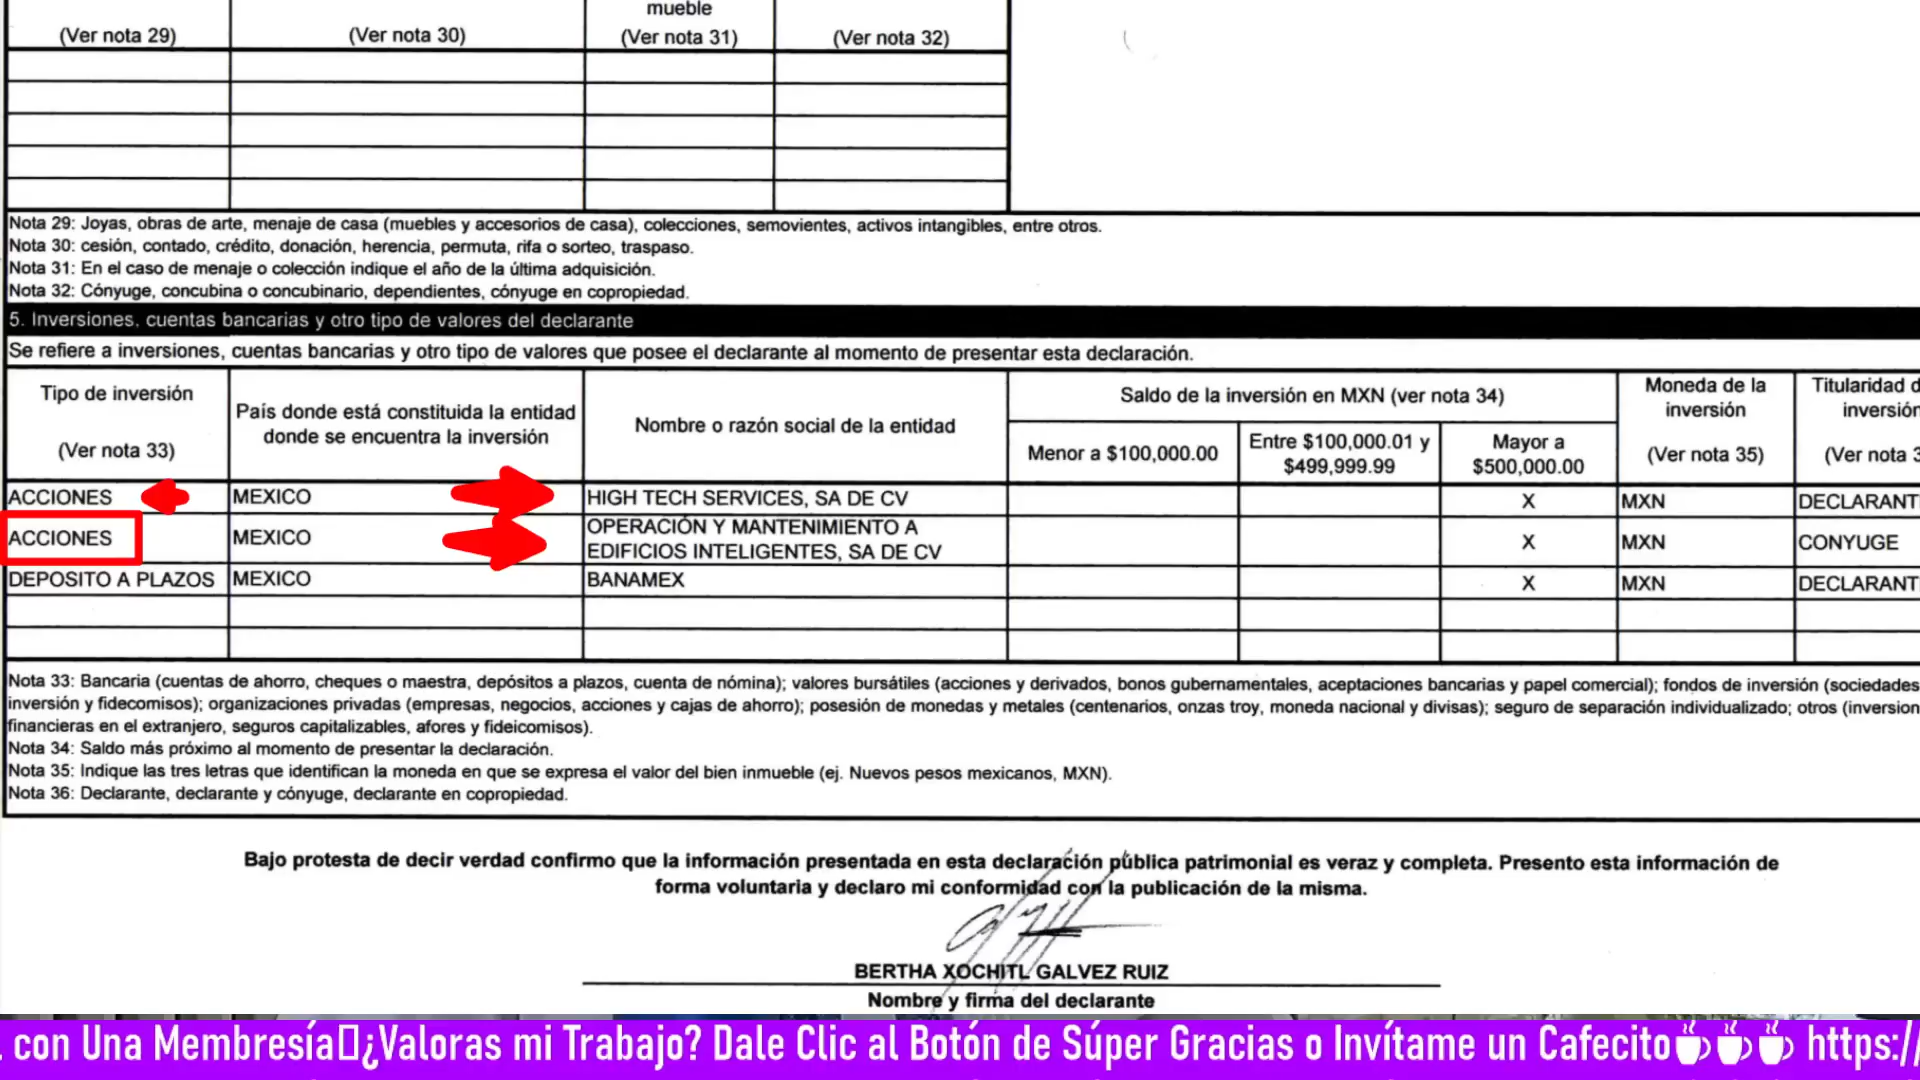 mueble
(Ver nota 29) (Ver nota 30) (Ver nota 31) (Ver nota 32)
Nota 29: Joyas, obras de arte, menaje de casa (muebles y accesorios de casa), colecciones, semovientes, activos intangibles, entre otros.
Nota 30: cesión, contado, crédito, donación, herencia, permuta, rifa o sorteo, traspaso.
Nota 31: En el caso de menaje o colección indique el año de la última adquisición.
Nota 32: Cónyuge, concubina o concubinario, dependientes, cónyuge en copropiedad.
5. Inversiones, cuentas bancarias y otro tipo de valores del declarante
Se refiere a inversiones, cuentas bancarias y otro tipo de valores que posee el declarante al momento de presentar esta declaración.
Tipo de inversión
(Ver nota 33)
País donde está constituida la entidad
donde se encuentra la inversión
Nombre o razón social de la entidad
Saldo de la inversión en MXN (ver nota 34)
Menor a $100,000.00
Entre $100,000.01 y
$499,999.99
Mayor a
$500,000.00
Moneda de la
inversión
(Ver nota 35)
Titularidad d
inversión
(Ver nota 3
ACCIONES MEXICO HIGH TECH SERVICES, SA DE CV X MXN DECLARANT
ACCIONES MEXICO OPERACIÓN Y MANTENIMIENTO A
EDIFICIOS INTELIGENTES, SA DE CV X MXN CONYUGE
DEPOSITO A PLAZOS MEXICO BANAMEX X MXN DECLARANT
Nota 33: Bancaria (cuentas de ahorro, cheques o maestra, depósitos a plazos, cuenta de nómina); valores bursátiles (acciones y derivados, bonos gubernamentales, aceptaciones bancarias y papel comercial); fondos de inversión (sociedades
inversión y fidecomisos); organizaciones privadas (empresas, negocios, acciones y cajas de ahorro); posesión de monedas y metales (centenarios, onzas troy, moneda nacional y divisas); seguro de separación individualizado; otros (inversion
financieras en el extranjero, seguros capitalizables, afores y fideicomisos).
Nota 34: Saldo más próximo al momento de presentar la declaración.
Nota 35: Indique las tres letras que identifican la moneda en que se expresa el valor del bien inmueble (ej. Nuevos pesos mexicanos, MXN).
Nota 36: Declarante, declarante y cónyuge, declarante en copropiedad.
Bajo protesta de decir verdad confirmo que la información presentada en esta declaración pública patrimonial es veraz y completa. Presento esta información de
forma voluntaria y declaro mi conformidad con la publicación de la misma.
BERTHA XOCHITL GALVEZ RUIZ
Nombre y firma del declarante
con Una Membresía¿Valoras mi Trabajo? Dale Clic al Botón de Súper Gracias o Invítame un Cafecito☕☕☕ https://